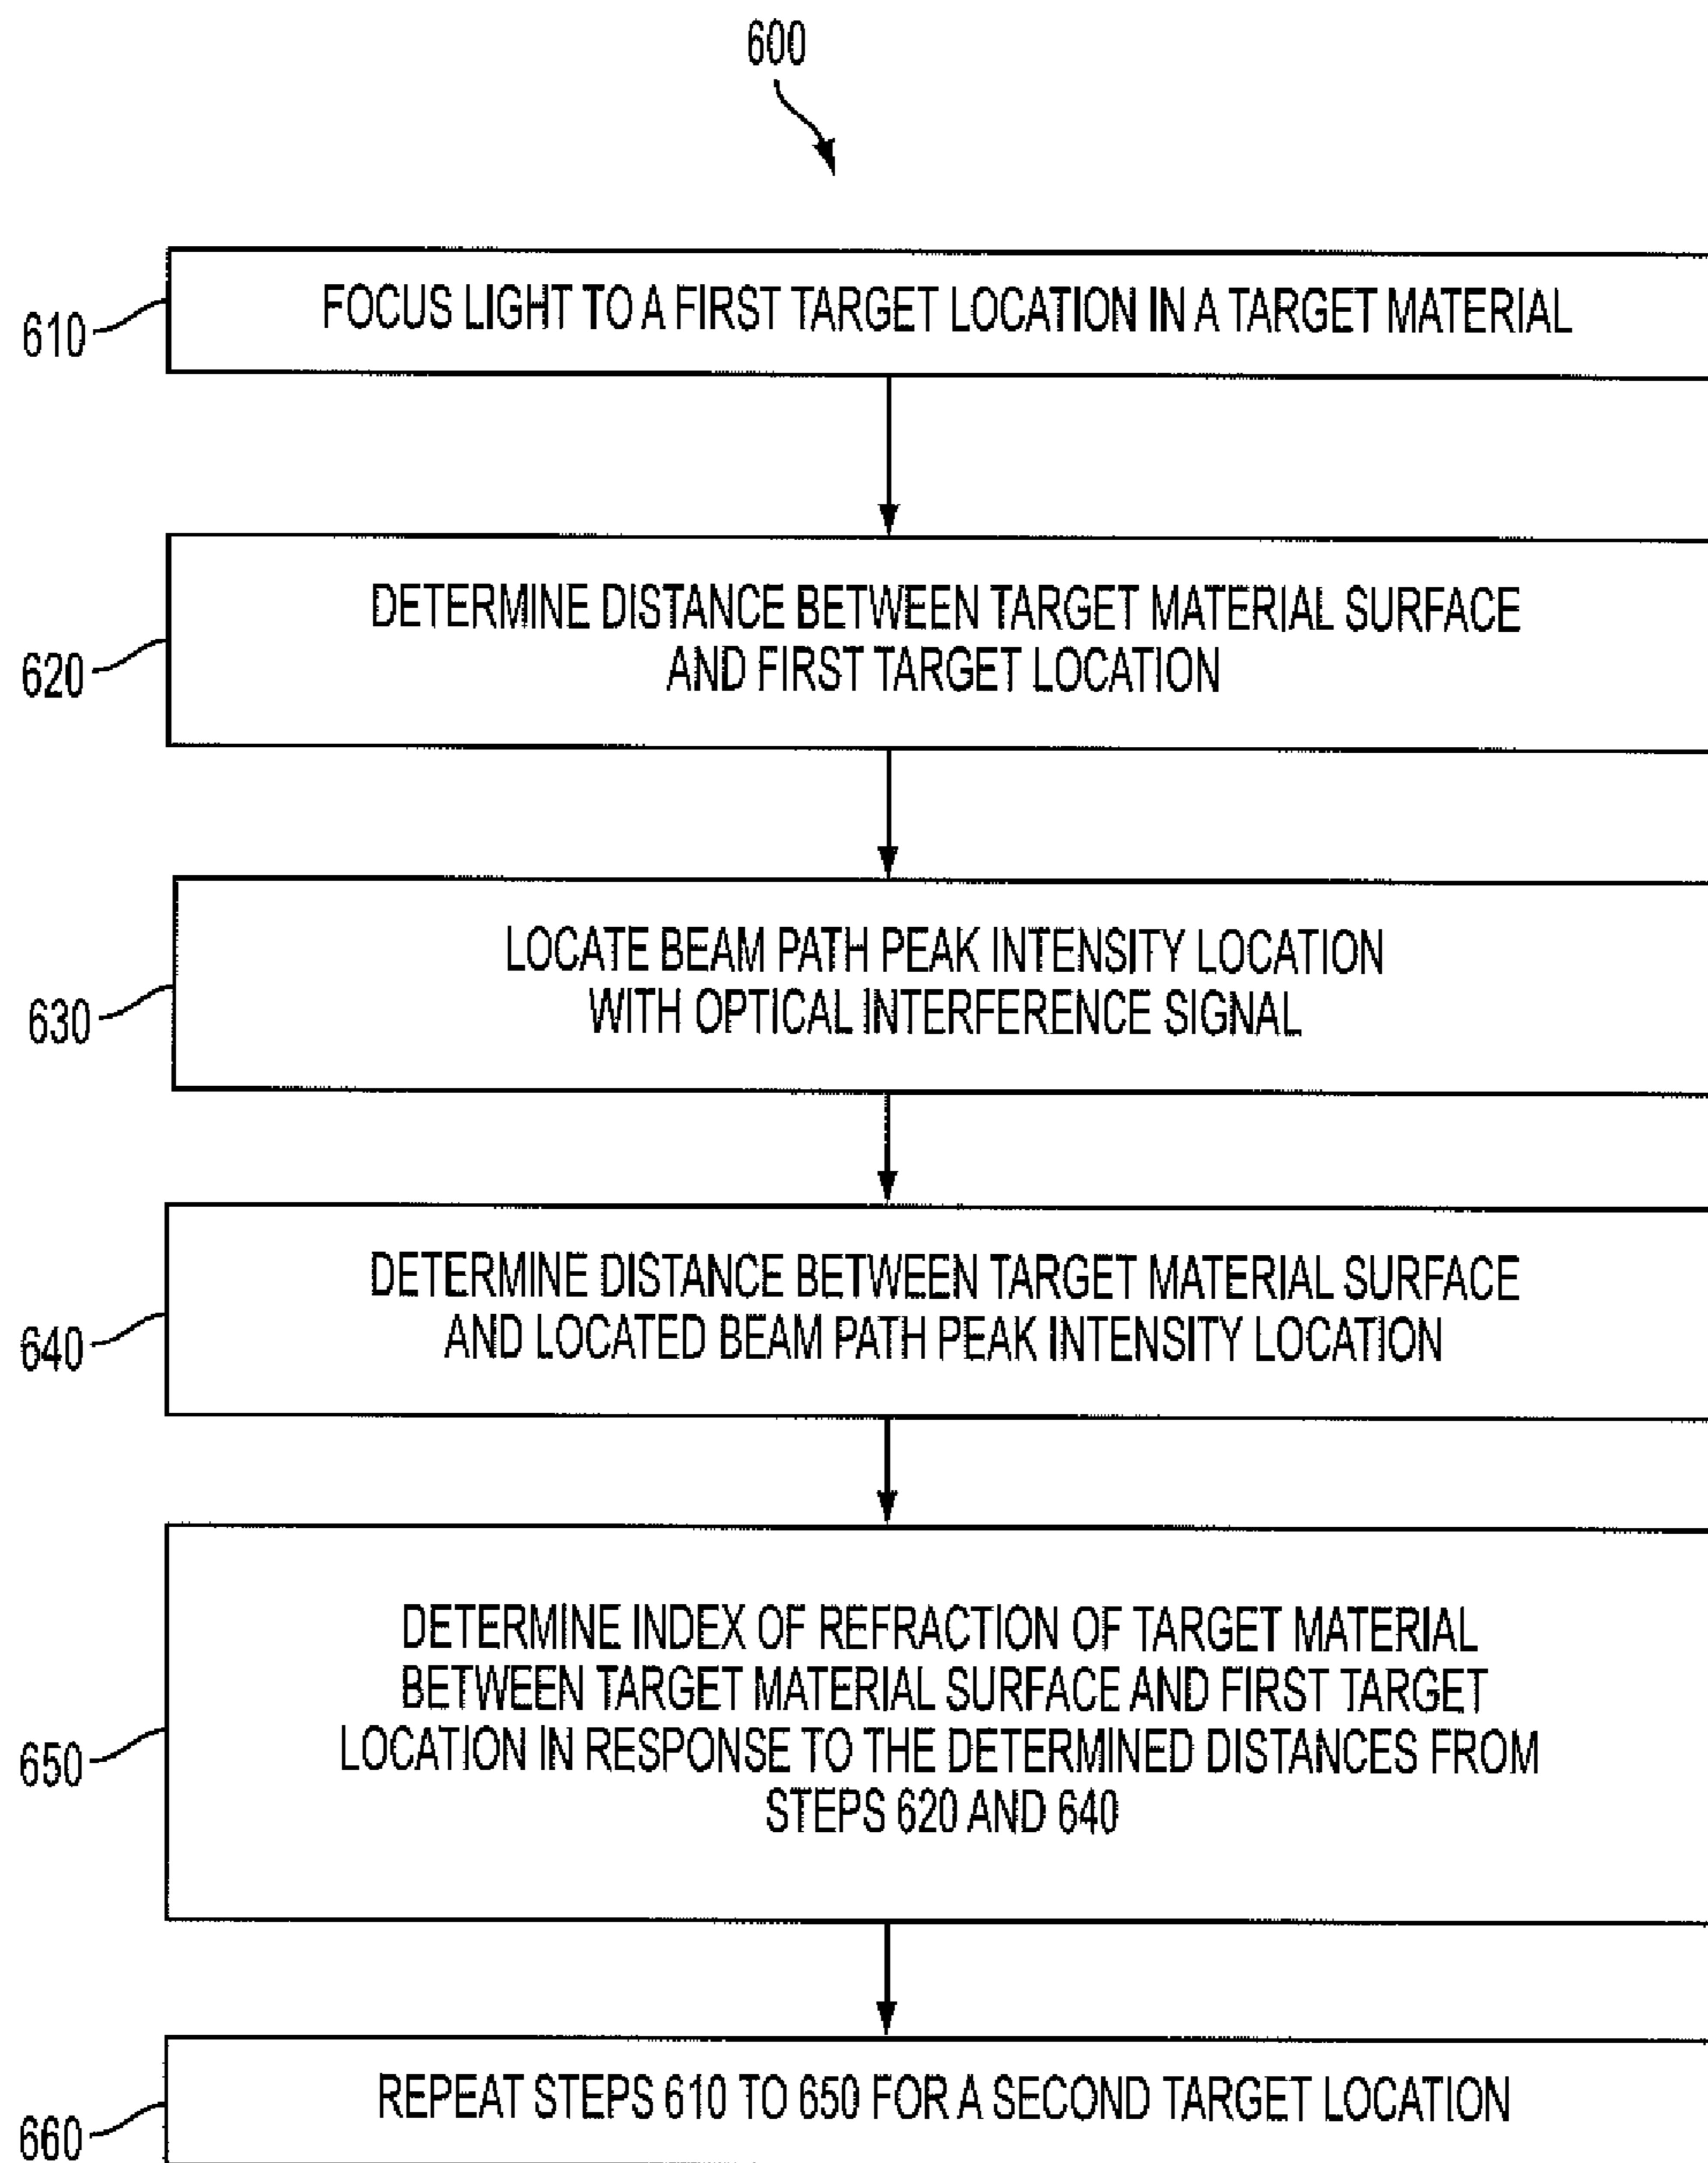 600
610
FOCUS LIGHT TO A FIRST TARGET LOCATION IN A TARGET MATERIAL
620
DETERMINE DISTANCE BETWEEN TARGET MATERIAL SURFACE
AND FIRST TARGET LOCATION
630
LOCATE BEAM PATH PEAK INTENSITY LOCATION
WITH OPTICAL INTERFERENCE SIGNAL
640
DETERMINE DISTANCE BETWEEN TARGET MATERIAL SURFACE
AND LOCATED BEAM PATH PEAK INTENSITY LOCATION
650
DETERMINE INDEX OF REFRACTION OF TARGET MATERIAL
BETWEEN TARGET MATERIAL SURFACE AND FIRST TARGET
LOCATION IN RESPONSE TO THE DETERMINED DISTANCES FROM
STEPS 620 AND 640
660
REPEAT STEPS 610 TO 650 FOR A SECOND TARGET LOCATION